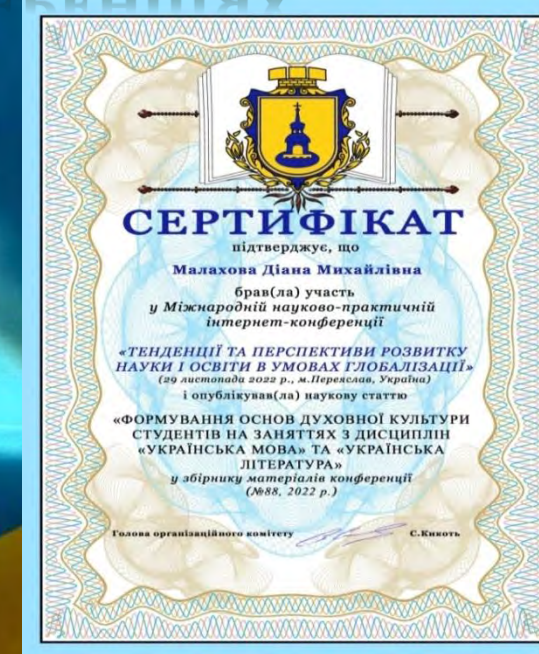 СЕРТИФІКАТ
підтверджує, що
Малахова Діана Михайлівна
брав(ла) участь
у Міжнародній науково-практичній
інтернет-конференції
«ТЕНДЕНЦІЇ ТА ПЕРСПЕКТИВИ РОЗВИТКУ
НАУКИ І ОСВІТИ В УМОВАХ ГЛОБАЛІЗАЦІЇ»
(29 листопада 2022 р., м.Переяслав, Україна)
і опублікував(ла) наукову статтю
«ФОРМУВАННЯ ОСНОВ ДУХОВНОЇ КУЛЬТУРИ
СТУДЕНТІВ НА ЗАНЯТТЯХ З ДИСЦИПЛІН
«УКРАЇНСЬКА МОВА» ТА «УКРАЇНСЬКА
ЛІТЕРАТУРА»
у збірнику матеріалів конференції
(№88, 2022 р.)
Голова організаційного комітету С.Кикоть